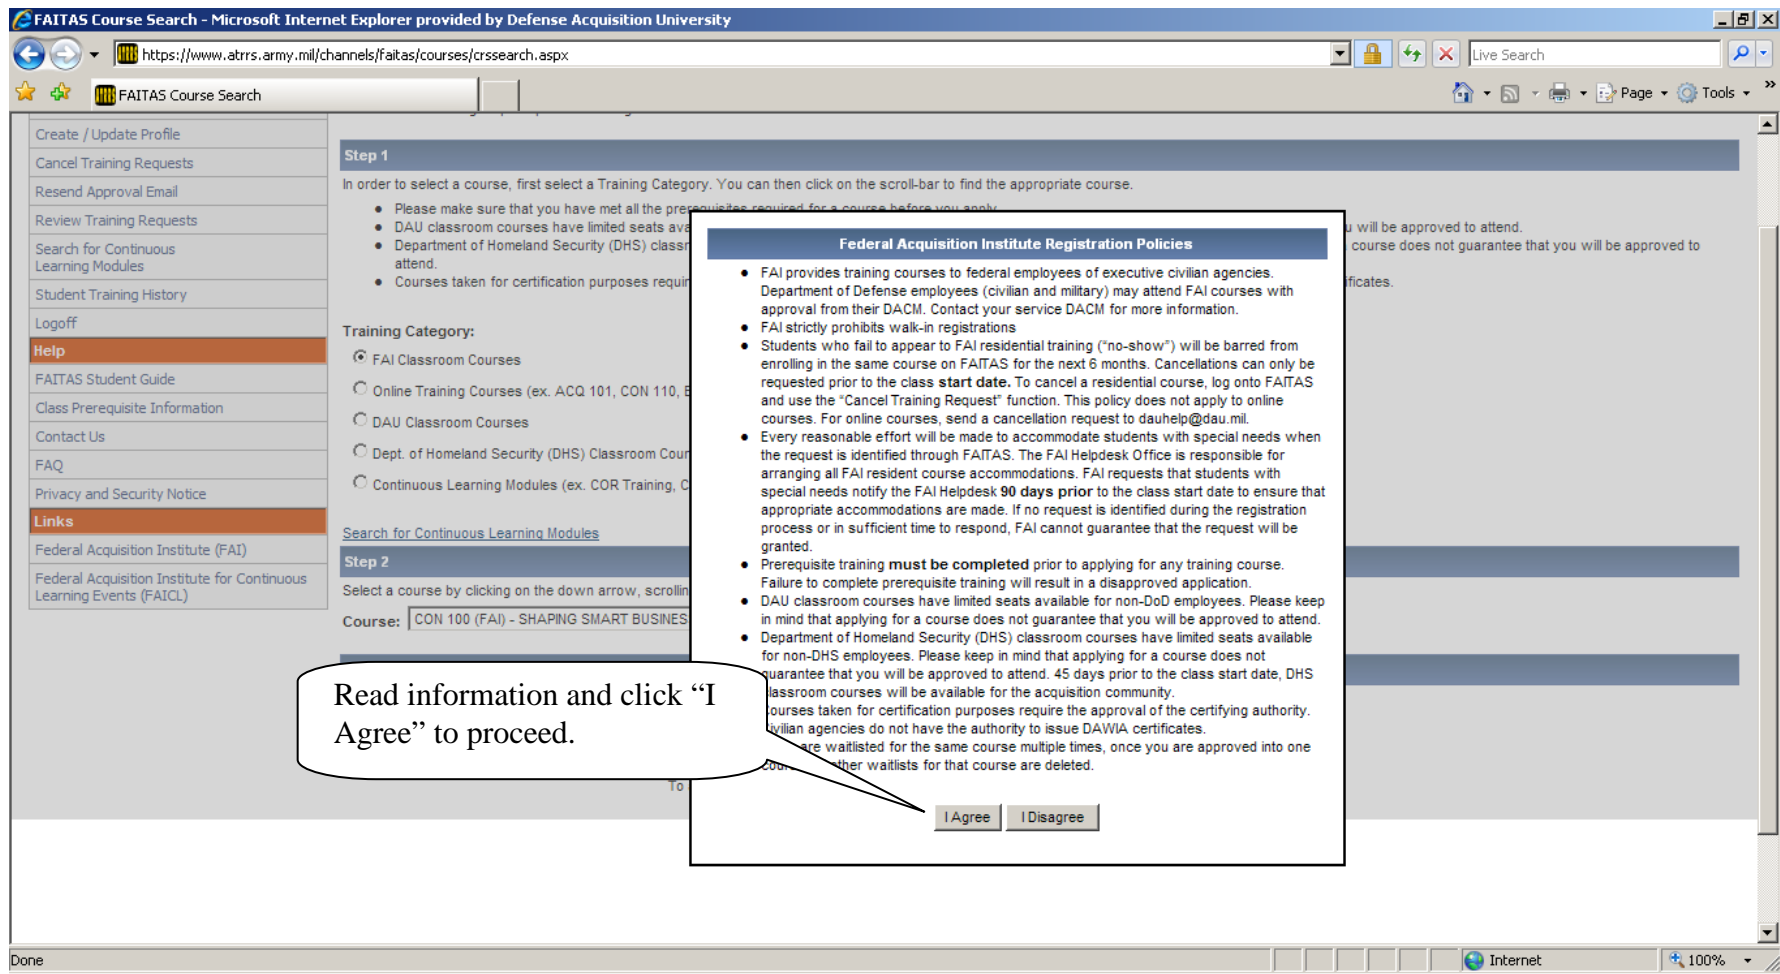 FAITAS Course Search - Microsoft Internet Explorer provided by Defense Acquisition University
https://www.atrrs.army.mil/channels/faitas/courses/crssearch.aspx
Live Search
FAITAS Course Search
Page
Tools
Create / Update Profile
Cancel Training Requests
Resend Approval Email
Review Training Requests
Search for Continuous
Learning Modules
Student Training History
Logoff
Help
FAITAS Student Guide
Class Prerequisite Information
Contact Us
FAQ
Privacy and Security Notice
Links
Federal Acquisition Institute (FAI)
Federal Acquisition Institute for Continuous
Learning Events (FAICL)
Step 1
In order to select a course, first select a Training Category. You can then click on the scroll-bar to find the appropriate course.
● Please make sure that you have met all the prerequisites required for a course before you apply
● DAU classroom courses have limited seats ava
u will be approved to attend.
● Department of Homeland Security (DHS) classr
course does not guarantee that you will be approved to
attend.
● Courses taken for certification purposes requir
ificates.
Training Category:
FAI Classroom Courses
Online Training Courses (ex. ACQ 101, CON 110,
DAU Classroom Courses
Dept. of Homeland Security (DHS) Classroom Cour
Continuous Learning Modules (ex. COR Training, C
Search for Continuous Learning Modules
Step 2
Select a course by clicking on the down arrow, scrollin
Course: CON 100 (FAI) - SHAPING SMART BUSINES
To
Read information and click “I
Agree” to proceed.
Federal Acquisition Institute Registration Policies
● FAI provides training courses to federal employees of executive civilian agencies.
Department of Defense employees (civilian and military) may attend FAI courses with
approval from their DACM. Contact your service DACM for more information.
● FAI strictly prohibits walk-in registrations
● Students who fail to appear to FAI residential training (“no-show”) will be barred from
enrolling in the same course on FAITAS for the next 6 months. Cancellations can only be
requested prior to the class start date. To cancel a residential course, log onto FAITAS
and use the “Cancel Training Request” function. This policy does not apply to online
courses. For online courses, send a cancellation request to dauhelp@dau.mil.
● Every reasonable effort will be made to accommodate students with special needs when
the request is identified through FAITAS. The FAI Helpdesk Office is responsible for
arranging all FAI resident course accommodations. FAI requests that students with
special needs notify the FAI Helpdesk 90 days prior to the class start date to ensure that
appropriate accommodations are made. If no request is identified during the registration
process or in sufficient time to respond, FAI cannot guarantee that the request will be
granted.
● Prerequisite training must be completed prior to applying for any training course.
Failure to complete prerequisite training will result in a disapproved application.
● DAU classroom courses have limited seats available for non-DoD employees. Please keep
in mind that applying for a course does not guarantee that you will be approved to attend.
● Department of Homeland Security (DHS) classroom courses have limited seats available
for non-DHS employees. Please keep in mind that applying for a course does not
guarantee that you will be approved to attend. 45 days prior to the class start date, DHS
classroom courses will be available for the acquisition community.
Courses taken for certification purposes require the approval of the certifying authority.
Civilian agencies do not have the authority to issue DAWIA certificates.
are waitlisted for the same course multiple times, once you are approved into one
other waitlists for that course are deleted.
I Agree
I Disagree
Done
Internet
100%